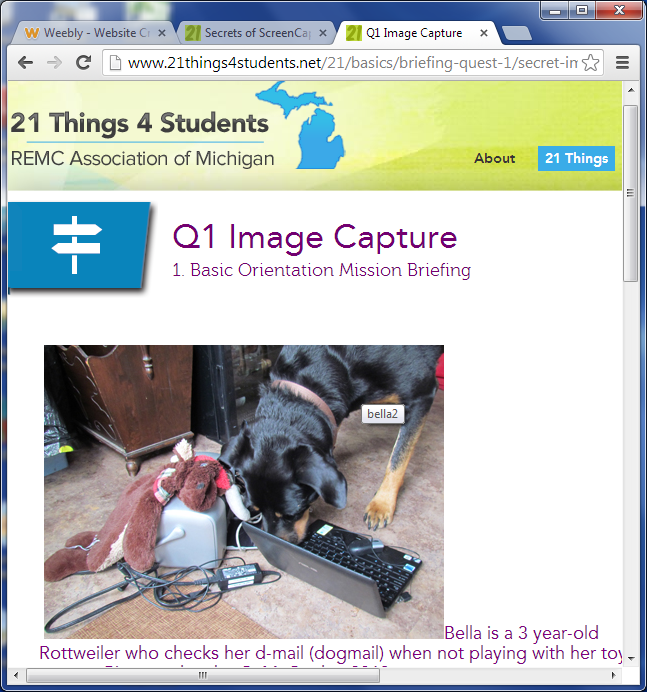 Weebly - Website Cr
Secrets of ScreenCap
Q1 Image Capture
www.21things4students.net/21/basics/briefing-quest-1/secret-in
21 Things 4 Students
REMC Association of Michigan
About
21 Things
Q1 Image Capture
1. Basic Orientation Mission Briefing
bella2
Bella is a 3 year-old
Rottweiler who checks her d-mail (dogmail) when not playing with her toy